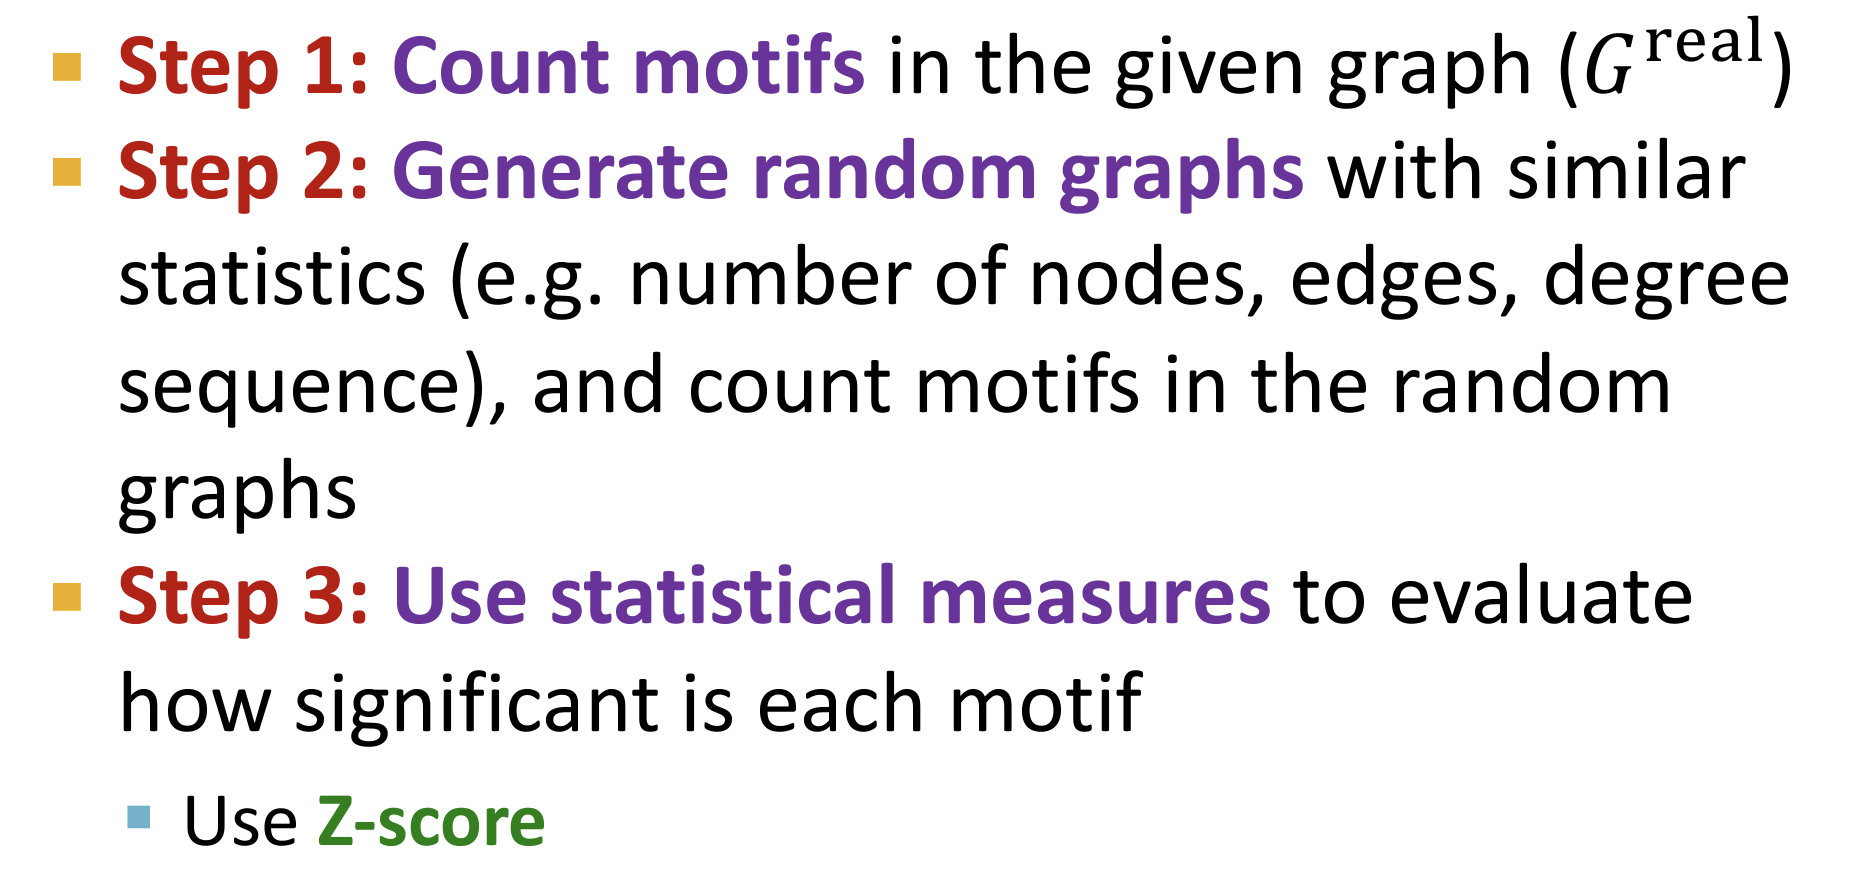 Step 1: Count motifs in the given graph (G^real)
Step 2: Generate random graphs with similar
statistics (e.g. number of nodes, edges, degree
sequence), and count motifs in the random
graphs
Step 3: Use statistical measures to evaluate
how significant is each motif
Use Z-score